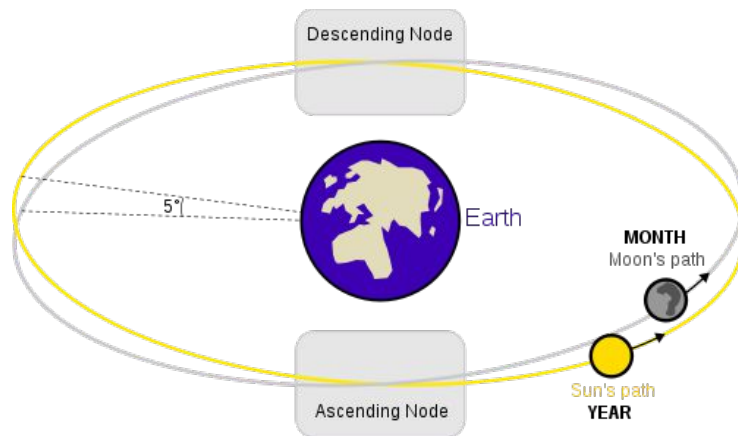 Descending Node
5°
Earth
MONTH
Moon's path
Sun's path
YEAR
Ascending Node